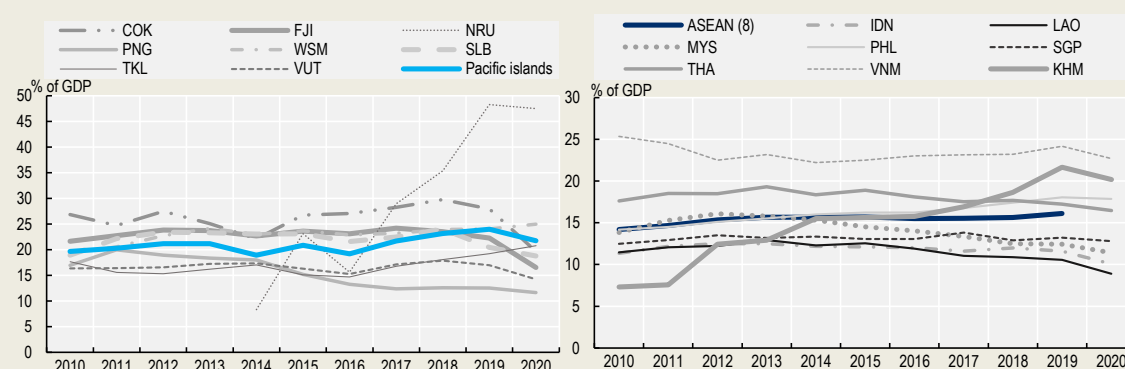 COK FJI NRU
PNG WSM SLB
TKL VUT Pacific islands
% of GDP
50
45
40
35
30
25
20
15
10
5
0
2010 2011 2012 2013 2014 2015 2016 2017 2018 2019 2020
ASEAN (8) IDN LAO
MYS PHL SGP
THA VNM KHM
% of GDP
30
25
20
15
10
5
0
2010 2011 2012 2013 2014 2015 2016 2017 2018 2019 2020